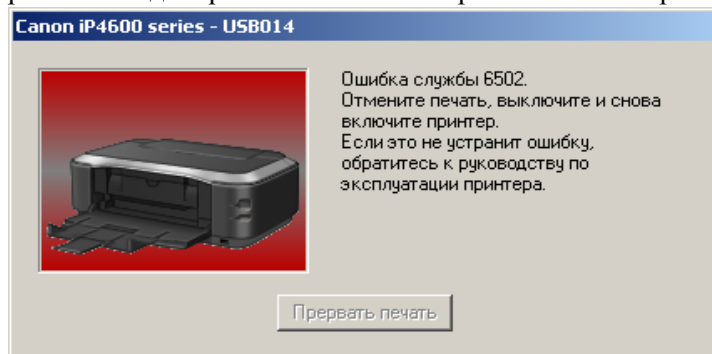 Canon iP4600 series - USB014
Ошибка службы 6502.
Отмените печать, выключите и снова
включите принтер.
Если это не устранит ошибку,
обратитесь к руководству по
эксплуатации принтера.
Прервать печать